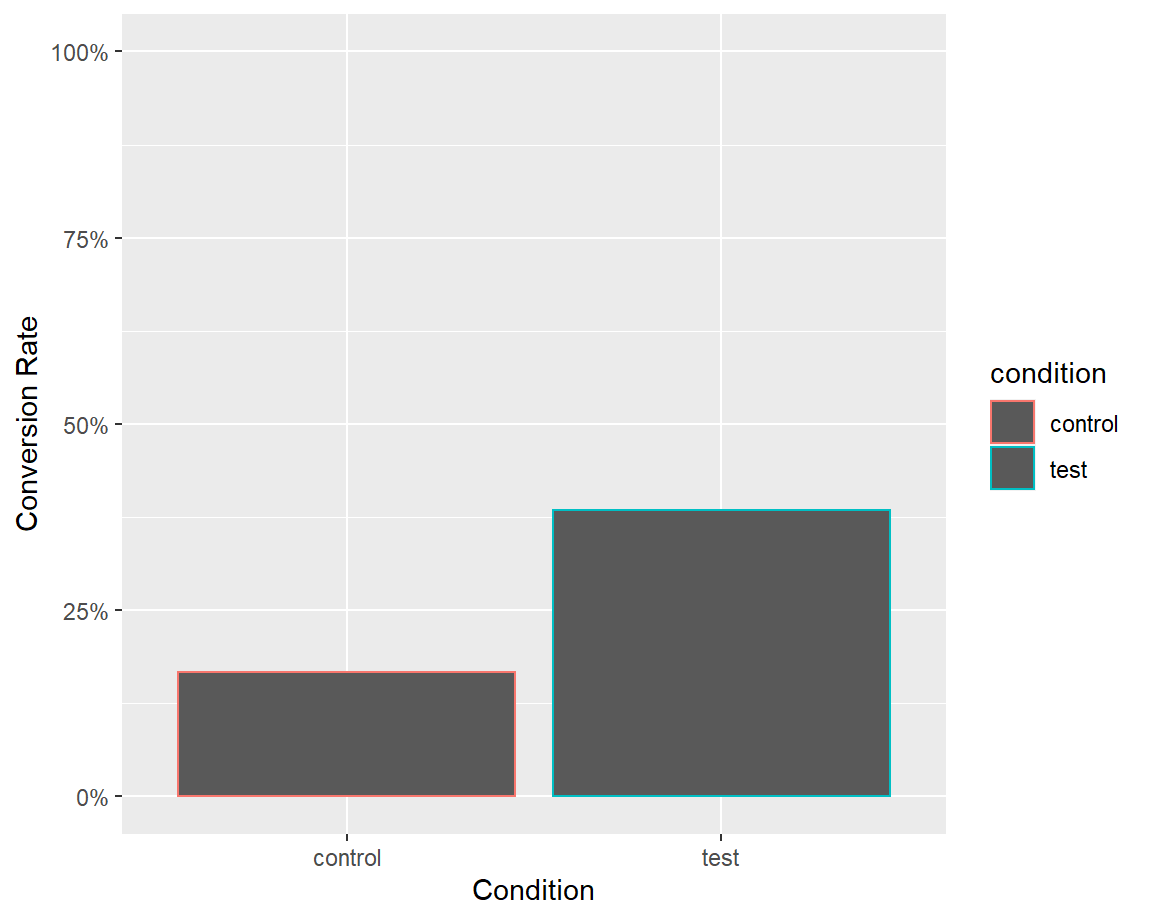 100%
75%
50%
25%
0%
Conversion Rate
control
test
Condition
condition
control
test